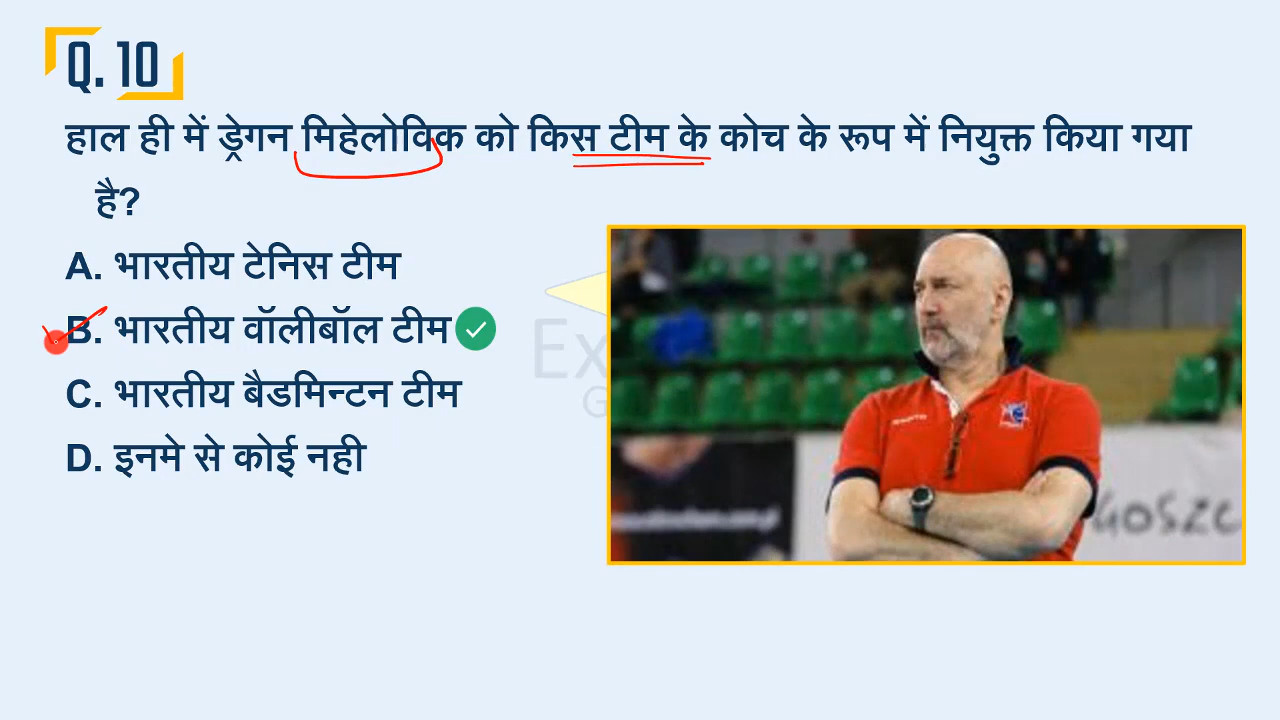 Q. 10
हाल ही में ड्रेगन मिहेलोविक को किस टीम के कोच के रूप में नियुक्त किया गया
है?
A. भारतीय टेनिस टीम
B. भारतीय वॉलीबॉल टीम
C. भारतीय बैडमिन्टन टीम
D. इनमे से कोई नही